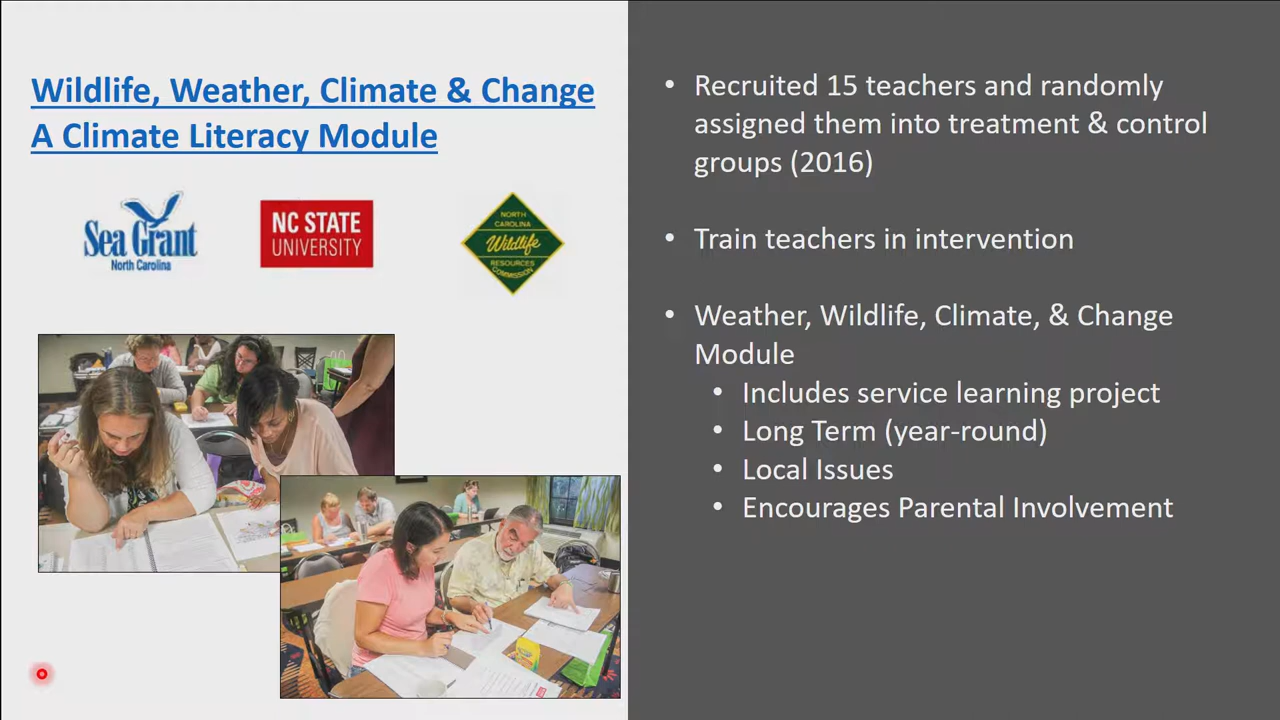 Wildlife, Weather, Climate & Change
A Climate Literacy Module
Sea Grant
North Carolina
NC STATE
UNIVERSITY
NORTH
CAROLINA
Wildlife
RESOURCES
COMMISSION
• Recruited 15 teachers and randomly
assigned them into treatment & control
groups (2016)
• Train teachers in intervention
• Weather, Wildlife, Climate, & Change
Module
• Includes service learning project
• Long Term (year-round)
• Local Issues
• Encourages Parental Involvement